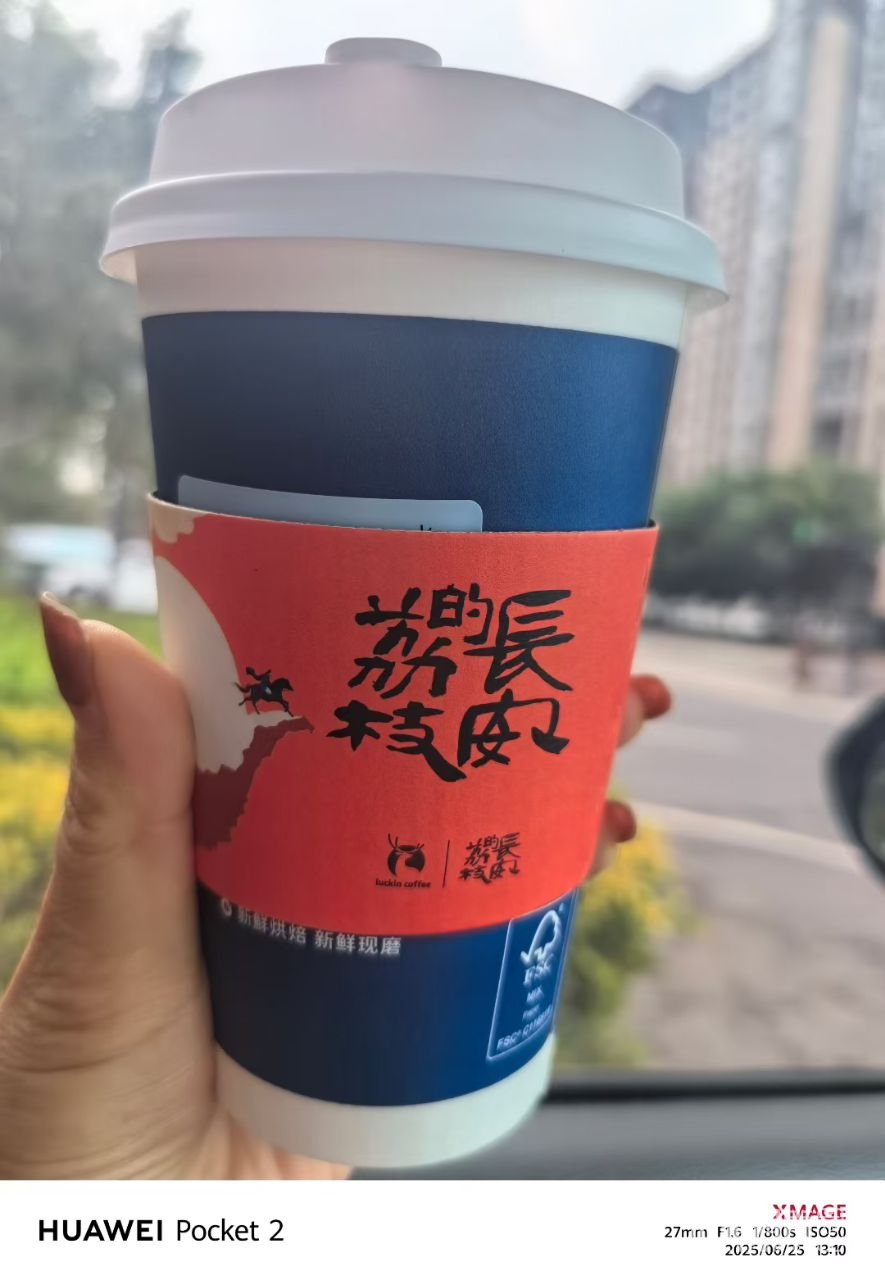 長安
的荔枝
luckin coffee
長安
的荔枝
新鲜烘焙 新鲜现磨
FSC
MIX
HUAWEI Pocket 2
XMAGE
27mm F1.6 1/800s ISO50
2025/06/25 13:10